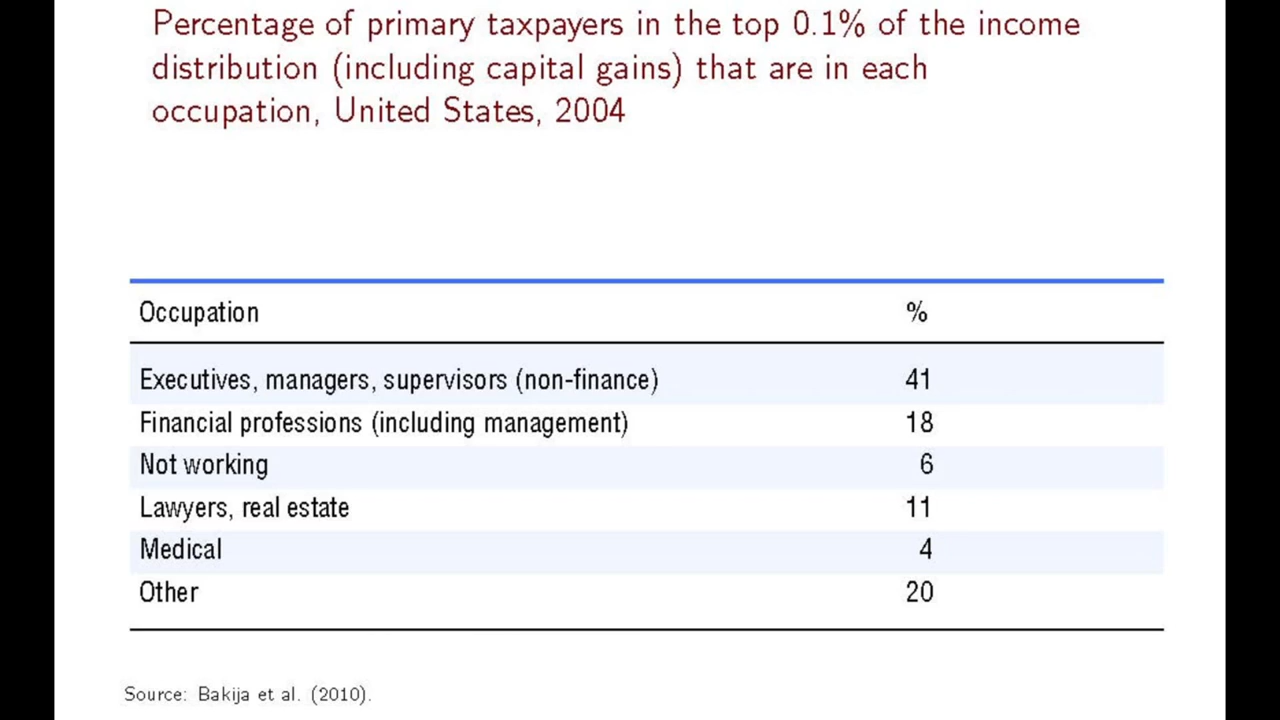 Percentage of primary taxpayers in the top 0.1% of the income
distribution (including capital gains) that are in each
occupation, United States, 2004
Occupation %
Executives, managers, supervisors (non-finance) 41
Financial professions (including management) 18
Not working 6
Lawyers, real estate 11
Medical 4
Other 20
Source: Bakija et al. (2010).